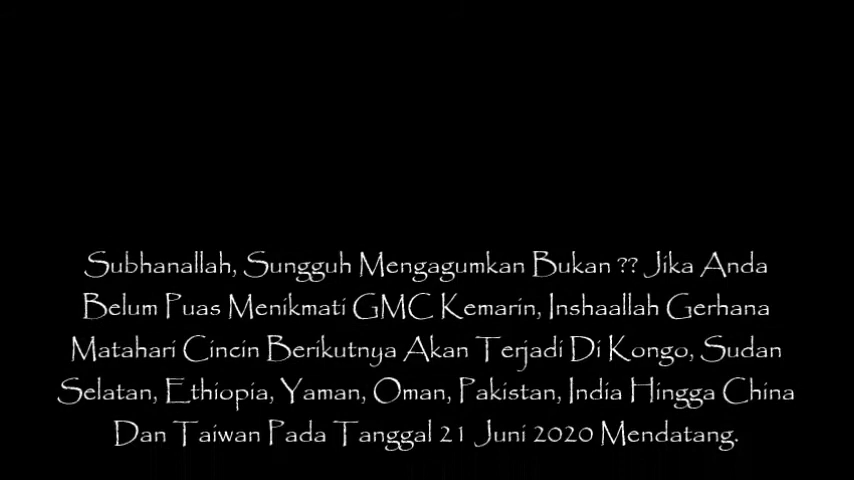 Subhanallah, Sungguh Mengagumkan Bukan ?? Jika Anda
Belum Puas Menikmati GMC Kemarin, Inshaallah Gerhana
Matahari Cincin Berikutnya Akan Terjadi Di Kongo, Sudan
Selatan, Ethiopia, Yaman, Oman, Pakistan, India Hingga China
Dan Taiwan Pada Tanggal 21 Juni 2020 Mendatang.